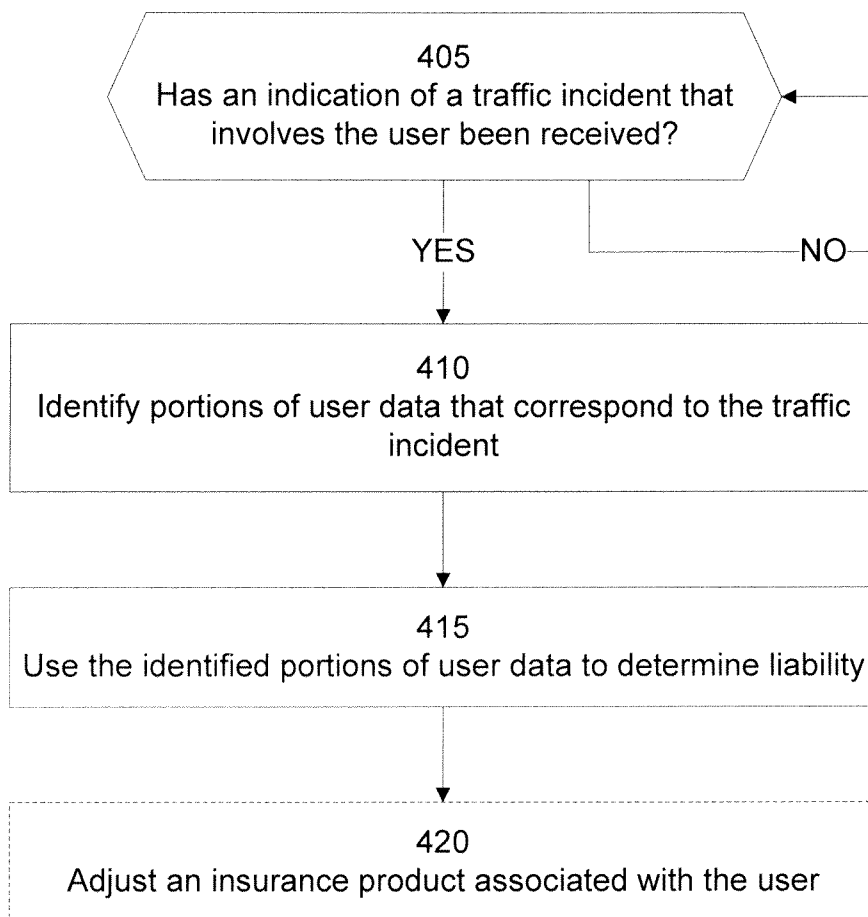 405
Has an indication of a traffic incident that
involves the user been received?
YES
NO
410
Identify portions of user data that correspond to the traffic
incident
415
Use the identified portions of user data to determine liability
420
Adjust an insurance product associated with the user